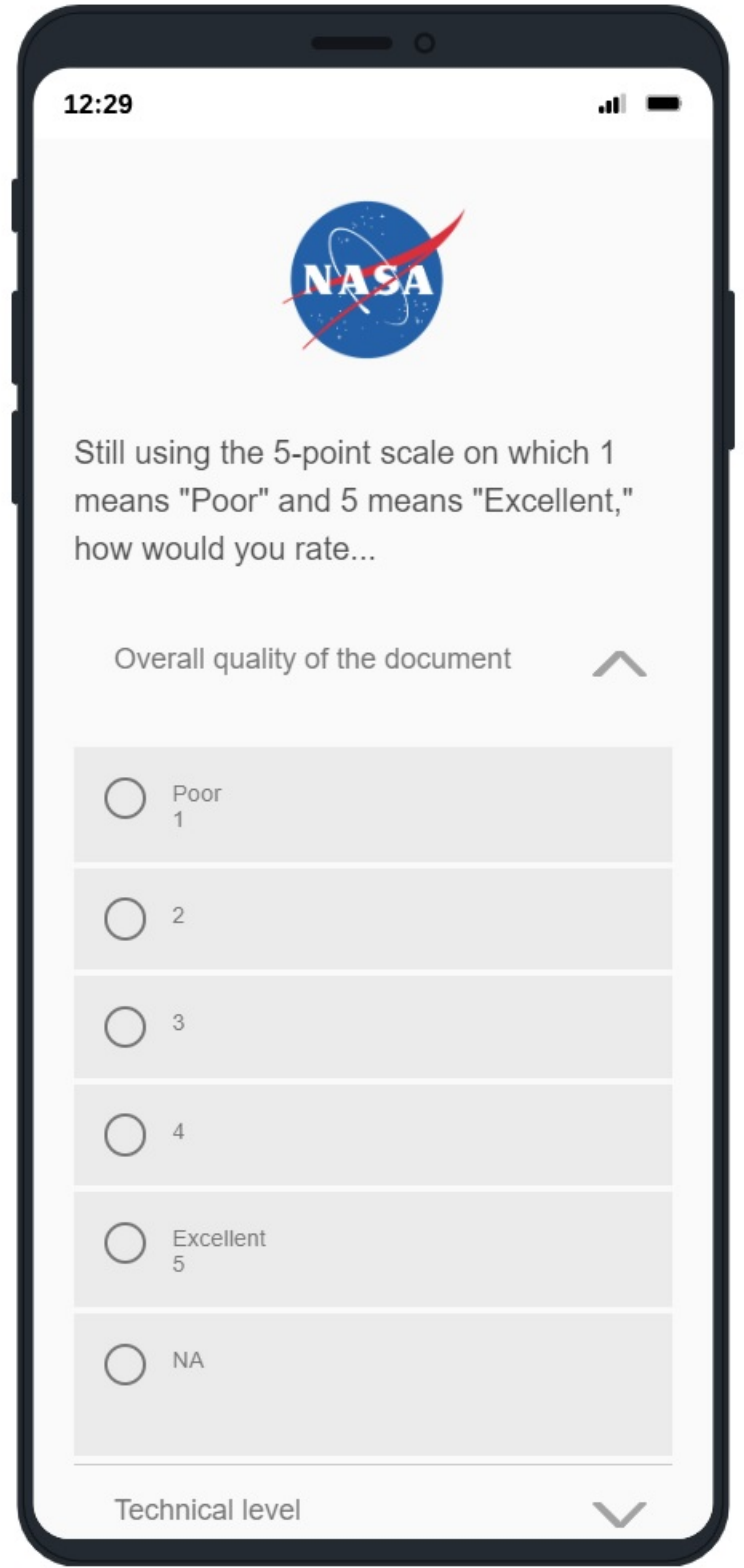 12:29
NASA
Still using the 5-point scale on which 1
means "Poor" and 5 means "Excellent,"
how would you rate...
Overall quality of the document
Poor
1
2
3
4
Excellent
5
NA
Technical level